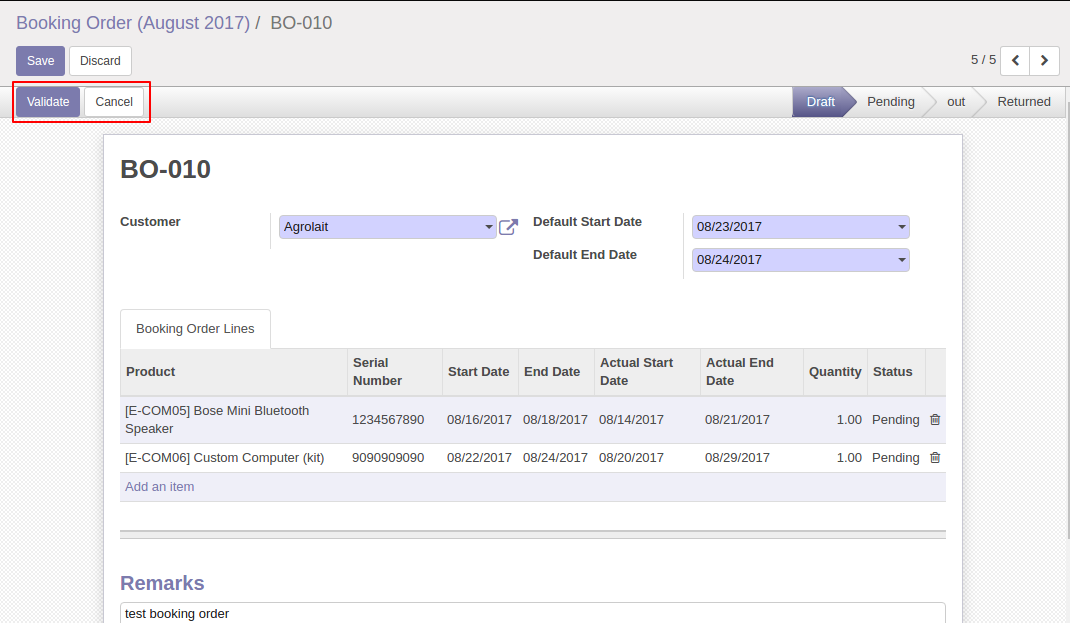 Booking Order (August 2017) / BO-010
Save Discard 5 / 5
Validate Cancel Draft Pending out Returned
BO-010
Customer Agrolait Default Start Date 08/23/2017
Default End Date 08/24/2017
Booking Order Lines
Product Serial Number Start Date End Date Actual Start Date Actual End Date Quantity Status
[E-COM05] Bose Mini Bluetooth Speaker 1234567890 08/16/2017 08/18/2017 08/14/2017 08/21/2017 1.00 Pending
[E-COM06] Custom Computer (kit) 9090909090 08/22/2017 08/24/2017 08/20/2017 08/29/2017 1.00 Pending
Add an item
Remarks
test booking order